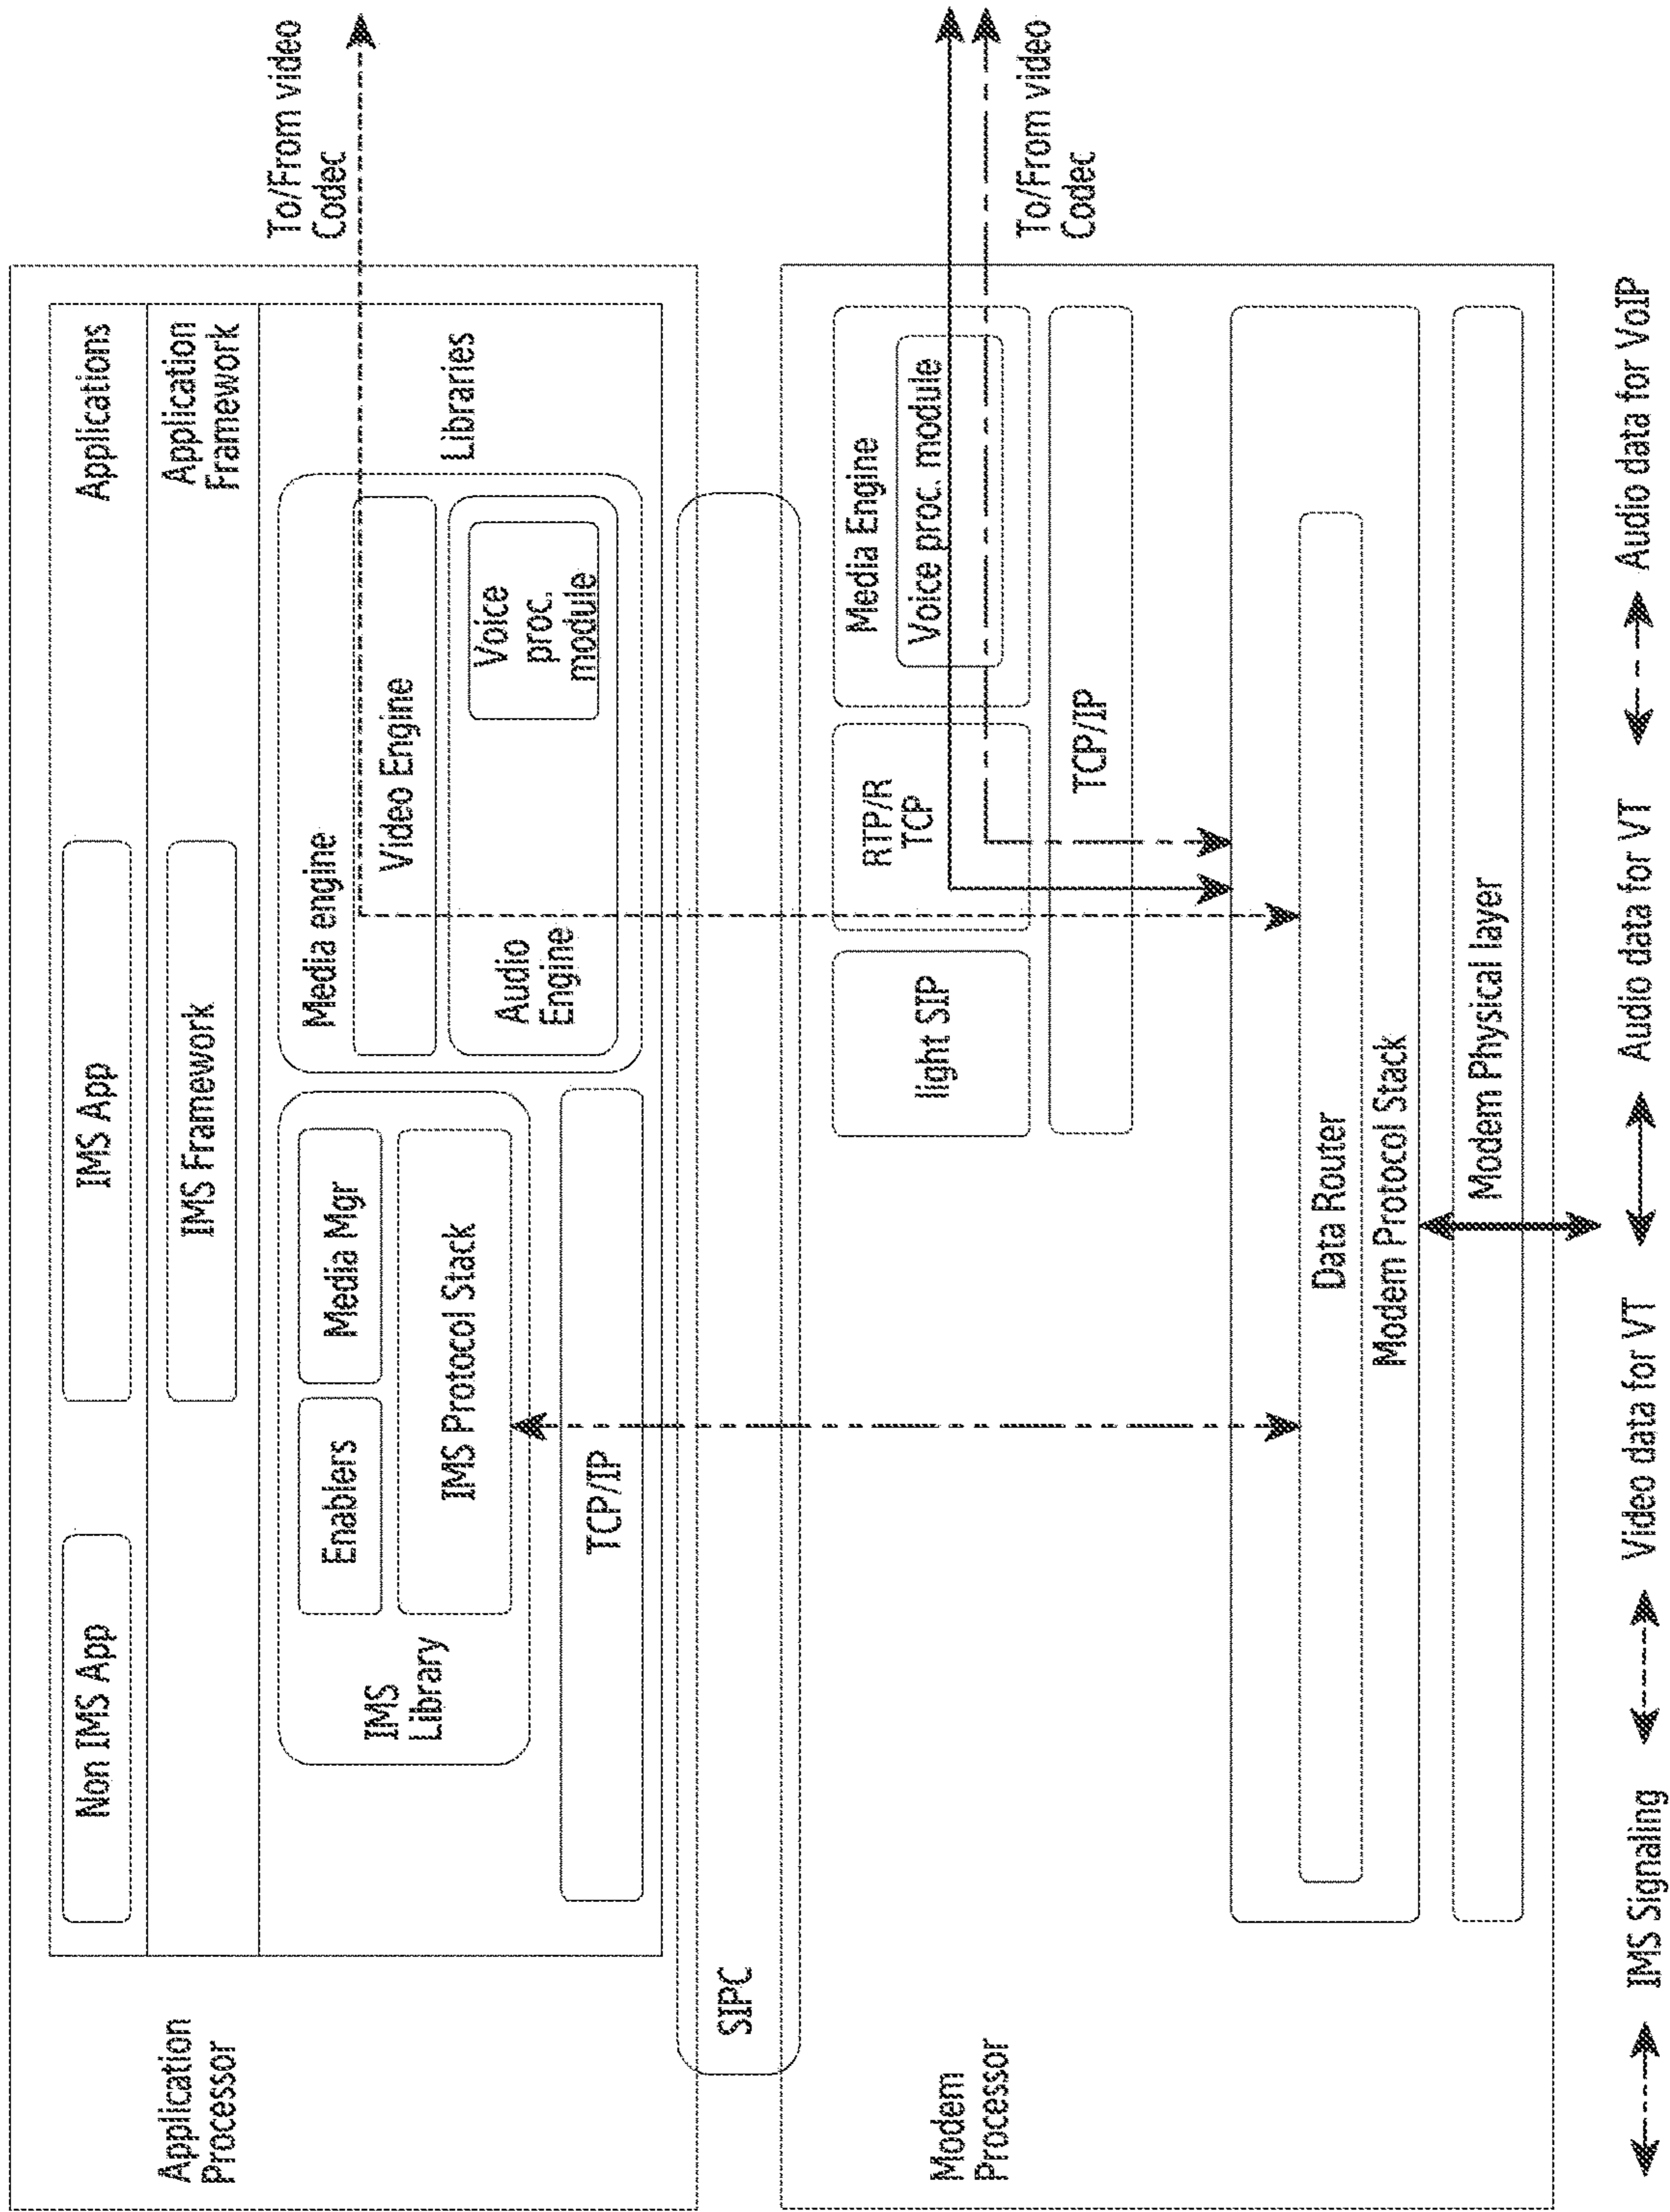 Application
Processor
Non IMS App
IMS App
Applications
IMS Framework
Application
Framework
IMS
Library
Enablers
Media Mgr
IMS Protocol Stack
TCP/IP
Media engine
Video Engine
Audio
Engine
Voice
proc.
module
Libraries
To/From video
Codec
SIPC
Modem
Processor
light SIP
RTP/R
TCP
Media Engine
Voice proc. module
TCP/IP
To/From video
Codec
Data Router
Modem Protocol Stack
Modem Physical layer
IMS Signaling
Video data for VT
Audio data for VT
Audio data for VoIP